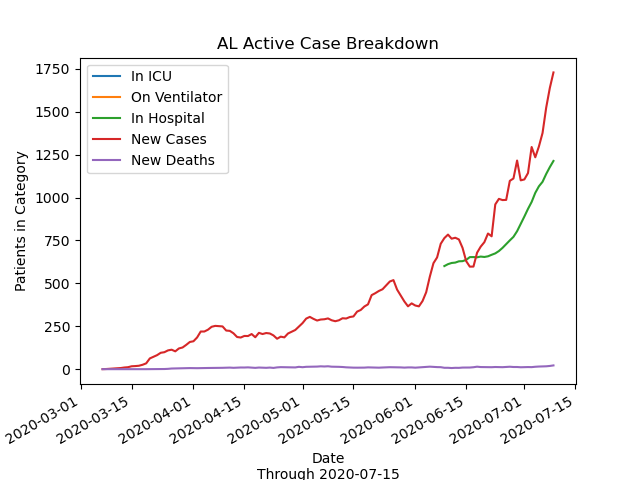 AL Active Case Breakdown
In ICU
On Ventilator
In Hospital
New Cases
New Deaths
Patients in Category
1750
1500
1250
1000
750
500
250
0
2020-03-01
2020-03-15
2020-04-01
2020-04-15
2020-05-01
2020-05-15
2020-06-01
2020-06-15
2020-07-01
2020-07-15
Date
Through 2020-07-15